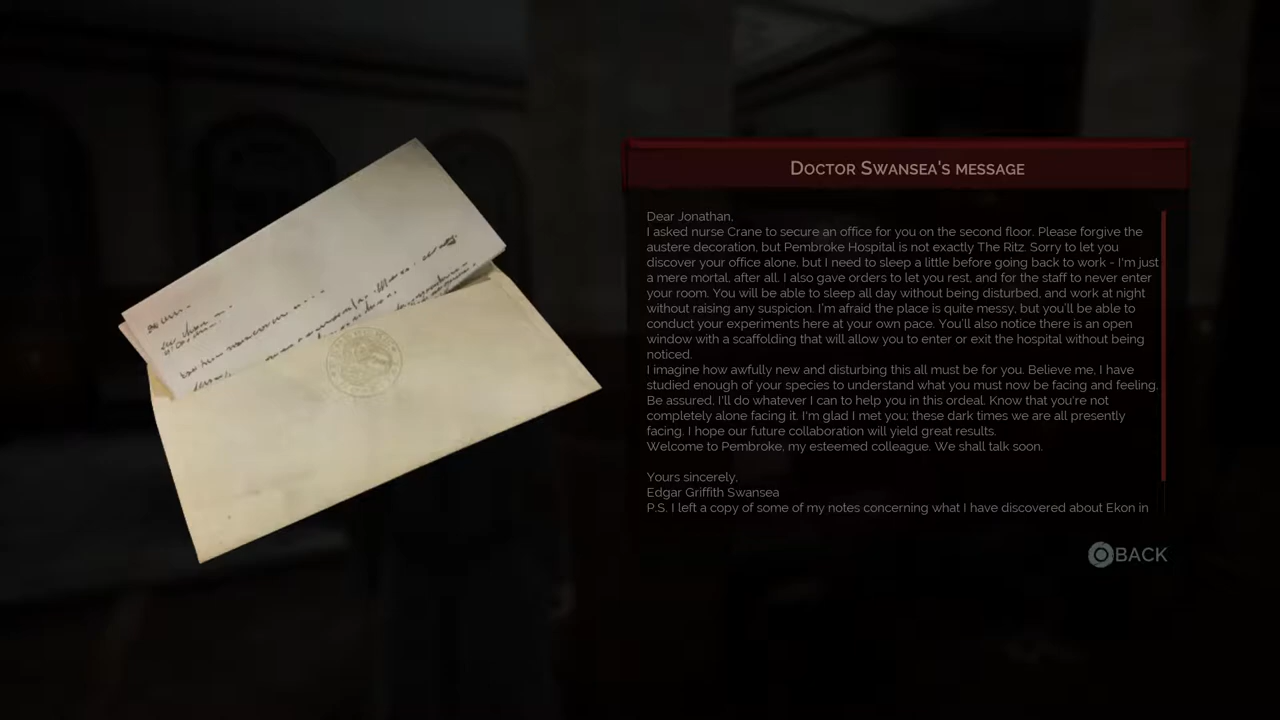 Doctor Swansea's message
Dear Jonathan,
I asked nurse Crane to secure an office for you on the second floor. Please forgive the
austere decoration, but Pembroke Hospital is not exactly The Ritz. Sorry to let you
discover your office alone, but I need to sleep a little before going back to work - I'm just
a mere mortal, after all. I also gave orders to let you rest, and for the staff to never enter
your room. You will be able to sleep all day without being disturbed, and work at night
without raising any suspicion. I'm afraid the place is quite messy, but you'll be able to
conduct your experiments here at your own pace. You'll also notice there is an open
window with a scaffolding that will allow you to enter or exit the hospital without being
noticed.
I imagine how awfully new and disturbing this all must be for you. Believe me, I have
studied enough of your species to understand what you must now be facing and feeling.
Be assured, I'll do whatever I can to help you in this ordeal. Know that you're not
completely alone facing it. I'm glad I met you; these dark times we are all presently
facing. I hope our future collaboration will yield great results.
Welcome to Pembroke, my esteemed colleague. We shall talk soon.
Yours sincerely,
Edgar Griffith Swansea
P.S. I left a copy of some of my notes concerning what I have discovered about Ekon in
BACK